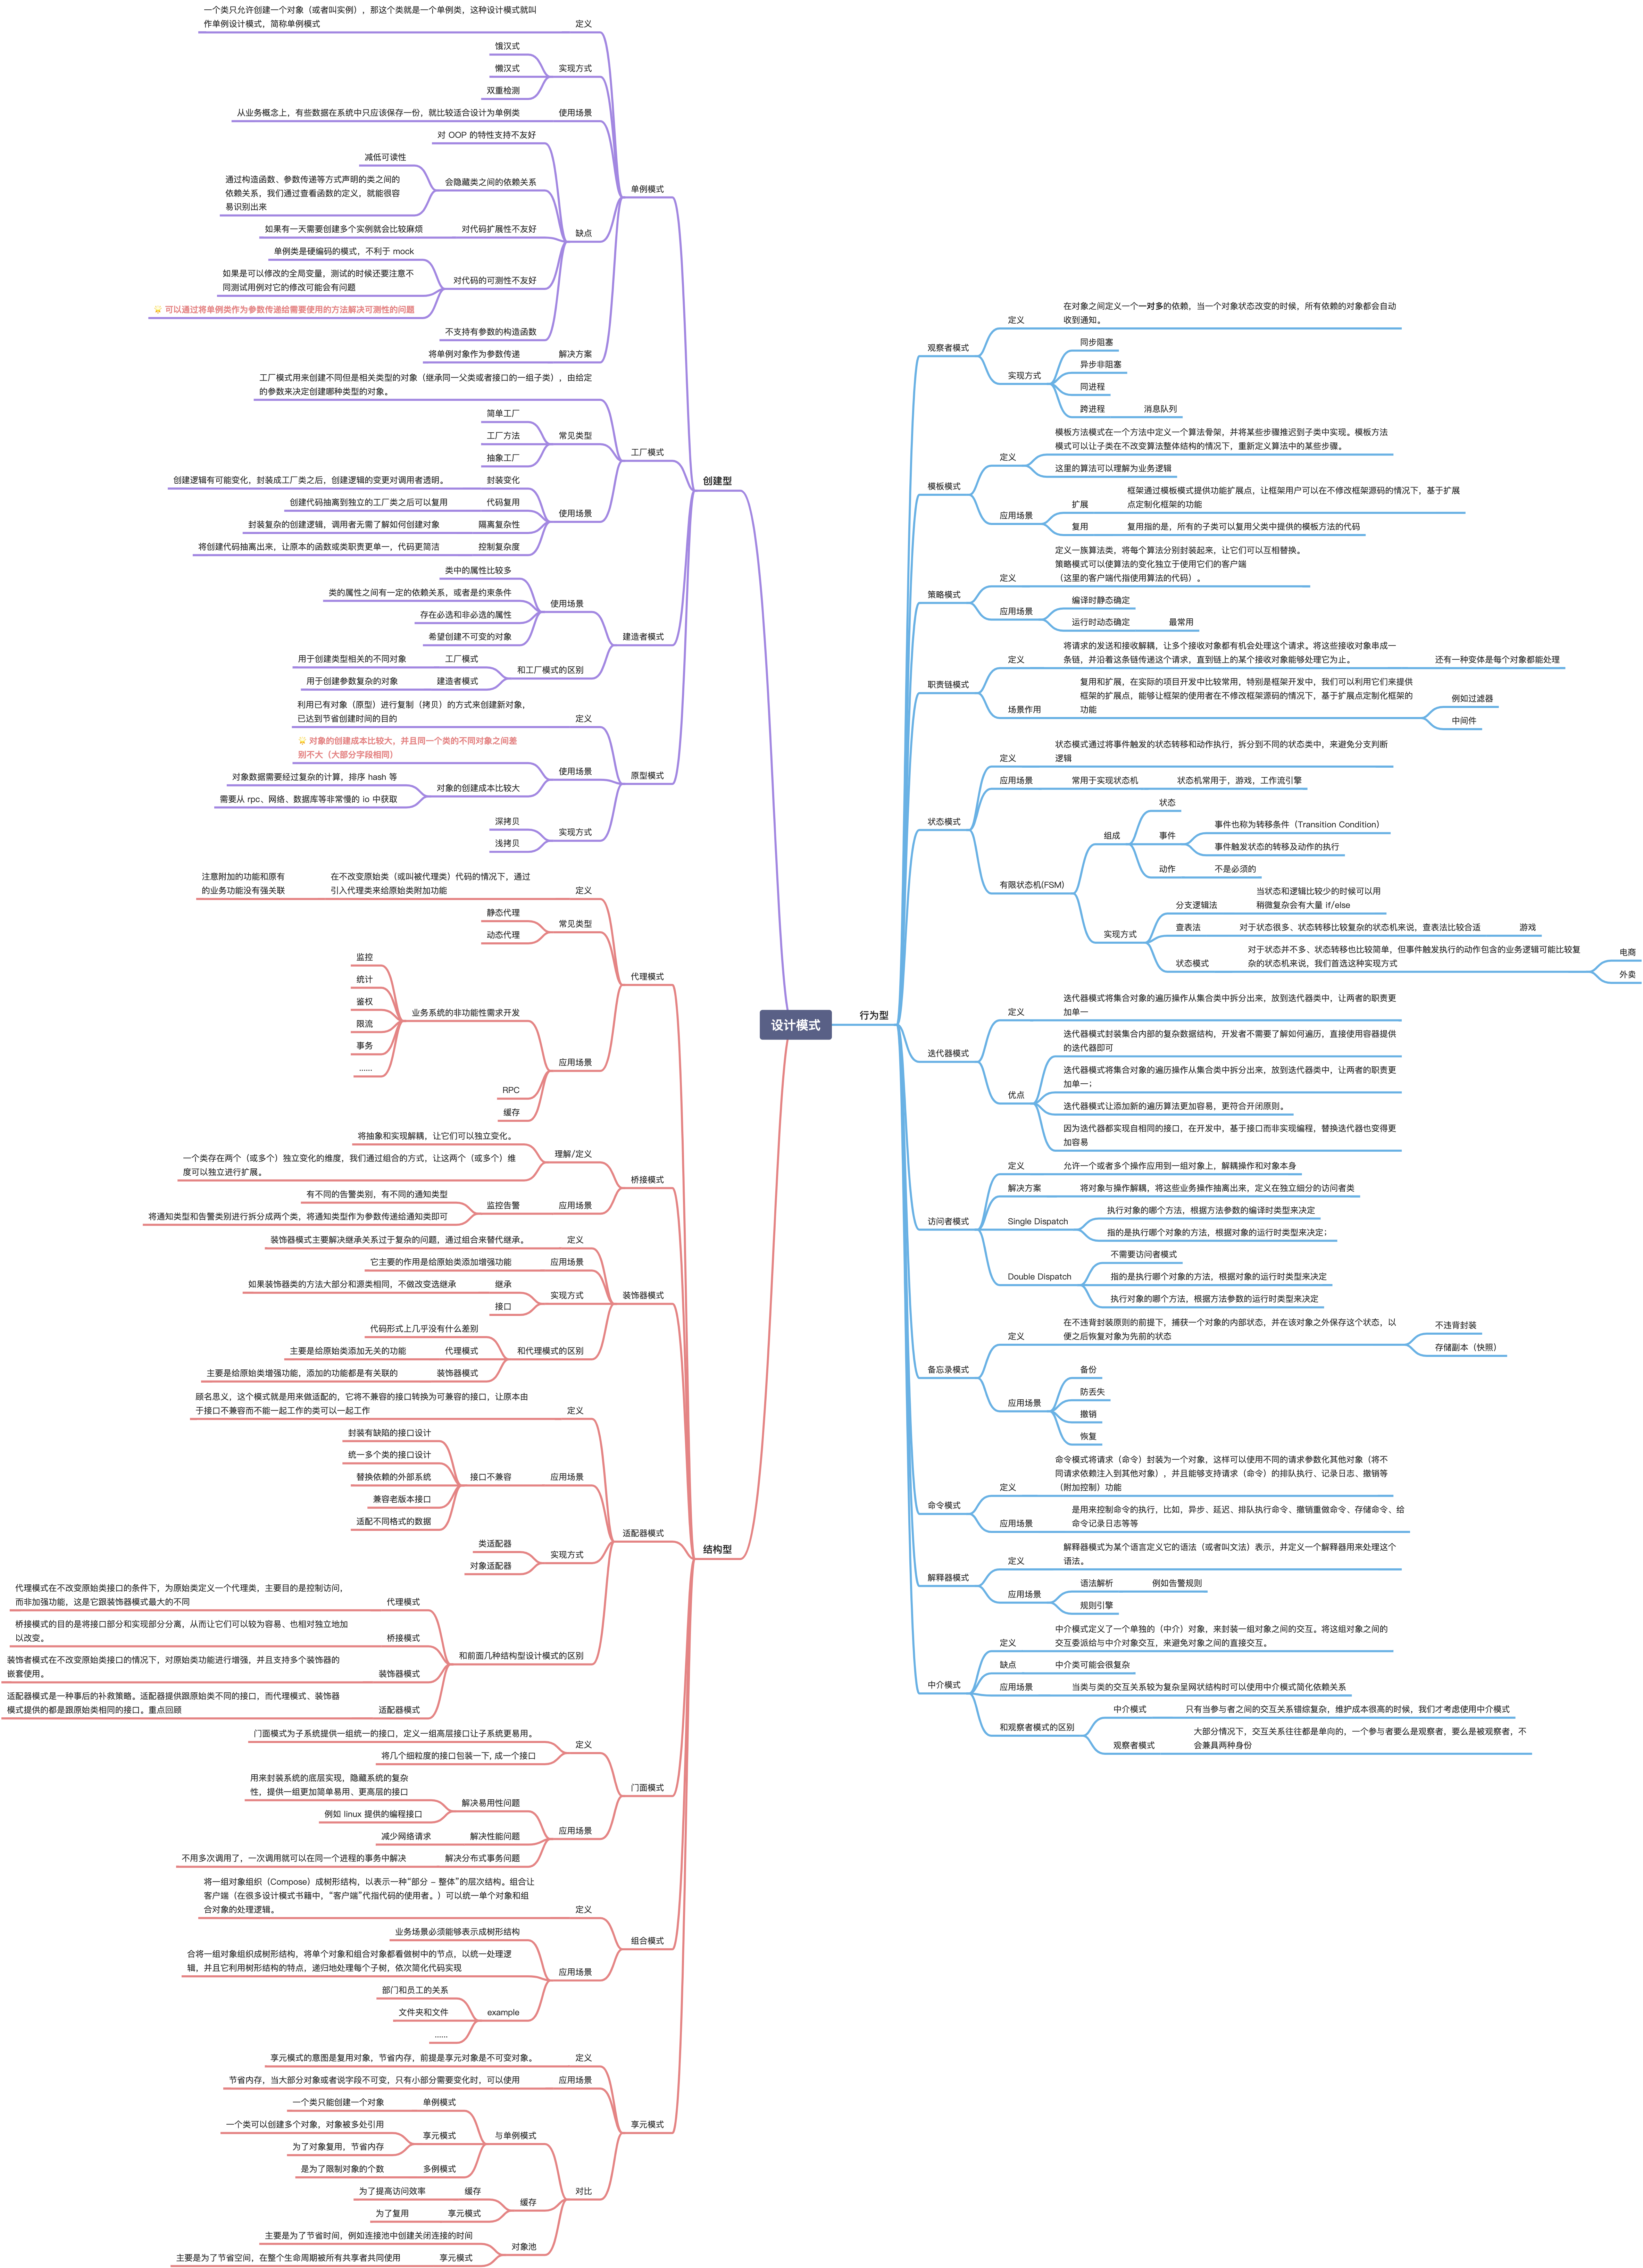 设计模式
创建型
单例模式
定义
一个类只允许创建一个对象（或者叫实例），那这个类就是一个单例类，这种设计模式就叫
作单例设计模式，简称单例模式
实现方式
饿汉式
懒汉式
双重检测
使用场景
从业务概念上，有些数据在系统中只应该保存一份，就比较适合设计为单例类
缺点
对 OOP 的特性支持不友好
会隐藏类之间的依赖关系
减低可读性
通过构造函数、参数传递等方式声明的类之间的
依赖关系，我们通过查看函数的定义，就能很容
易识别出来
对代码扩展性不友好
如果有一天需要创建多个实例就会比较麻烦
对代码的可测性不友好
单例类是硬编码的模式，不利于 mock
如果是可以修改的全局变量，测试的时候还要注意不
同测试用例对它的修改可能会有问题
可以通过将单例类作为参数传递给需要使用的方法解决可测性的问题
不支持有参数的构造函数
解决方案
将单例对象作为参数传递
工厂模式
工厂模式用来创建不同但是相关类型的对象（继承同一父类或者接口的一组子类），由给定
的参数来决定创建哪种类型的对象。
常见类型
简单工厂
工厂方法
抽象工厂
使用场景
封装变化
创建逻辑有可能变化，封装成工厂类之后，创建逻辑的变更对调用者透明。
代码复用
创建代码抽离到独立的工厂类之后可以复用
隔离复杂性
封装复杂的创建逻辑，调用者无需了解如何创建对象
控制复杂度
将创建代码抽离出来，让原本的函数或类职责更单一，代码更简洁
建造者模式
使用场景
类中的属性比较多
类的属性之间有一定的依赖关系，或者是约束条件
存在必选和非必选的属性
希望创建不可变的对象
和工厂模式的区别
工厂模式
用于创建类型相关的不同对象
建造者模式
用于创建参数复杂的对象
原型模式
定义
利用已有对象（原型）进行复制（拷贝）的方式来创建新对象，
已达到节省创建时间的目的
使用场景
对象的创建成本比较大，并且同一个类的不同对象之间差
别不大（大部分字段相同）
对象的创建成本比较大
对象数据需要经过复杂的计算，排序 hash 等
需要从 rpc、网络、数据库等非常慢的 io 中获取
实现方式
深拷贝
浅拷贝
结构型
代理模式
定义
在不改变原始类（或叫被代理类）代码的情况下，通过
引入代理类来给原始类附加功能
注意附加的功能和原有
的业务功能没有强关联
常见类型
静态代理
动态代理
应用场景
业务系统的非功能性需求开发
监控
统计
鉴权
限流
事务
......
RPC
缓存
桥接模式
理解/定义
将抽象和实现解耦，让它们可以独立变化。
一个类存在两个（或多个）独立变化的维度，我们通过组合的方式，让这两个（或多个）维
度可以独立进行扩展。
应用场景
监控告警
有不同的告警类别，有不同的通知类型
将通知类型和告警类别进行拆分成两个类，将通知类型作为参数传递给通知类即可
装饰器模式
定义
装饰器模式主要解决继承关系过于复杂的问题，通过组合来替代继承。
应用场景
它主要的作用是给原始类添加增强功能
实现方式
继承
如果装饰器类的方法大部分和源类相同，不做改变选继承
接口
和代理模式的区别
代码形式上几乎没有什么差别
代理模式
主要是给原始类添加无关的功能
装饰器模式
主要是给原始类增强功能，添加的功能都是有关联的
适配器模式
定义
顾名思义，这个模式就是用来做适配的，它将不兼容的接口转换为可兼容的接口，让原本由
于接口不兼容而不能一起工作的类可以一起工作
应用场景
接口不兼容
封装有缺陷的接口设计
统一多个类的接口设计
替换依赖的外部系统
兼容老版本接口
适配不同格式的数据
实现方式
类适配器
对象适配器
和前面几种结构型设计模式的区别
代理模式
代理模式在不改变原始类接口的条件下，为原始类定义一个代理类，主要目的是控制访问，
而非加强功能，这是它跟装饰器模式最大的不同
桥接模式
桥接模式的目的是将接口部分和实现部分分离，从而让它们可以较为容易、也相对独立地加
以改变。
装饰器模式
装饰者模式在不改变原始类接口的情况下，对原始类功能进行增强，并且支持多个装饰器的
嵌套使用。
适配器模式
适配器模式是一种事后的补救策略。适配器提供跟原始类不同的接口，而代理模式、装饰器
模式提供的都是跟原始类相同的接口。重点回顾
门面模式
定义
门面模式为子系统提供一组统一的接口，定义一组高层接口让子系统更易用。
将几个细粒度的接口包装一下, 成一个接口
应用场景
解决易用性问题
用来封装系统的底层实现，隐藏系统的复杂
性，提供一组更加简单易用、更高层的接口
例如 linux 提供的编程接口
解决性能问题
减少网络请求
解决分布式事务问题
不用多次调用了，一次调用就可以在同一个进程的事务中解决
组合模式
定义
将一组对象组织（Compose）成树形结构，以表示一种“部分 - 整体”的层次结构。组合让
客户端（在很多设计模式书籍中，“客户端”代指代码的使用者。）可以统一单个对象和组
合对象的处理逻辑。
应用场景
业务场景必须能够表示成树形结构
合将一组对象组织成树形结构，将单个对象和组合对象都看做树中的节点，以统一处理逻
辑，并且它利用树形结构的特点，递归地处理每个子树，依次简化代码实现
example
部门和员工的关系
文件夹和文件
......
享元模式
定义
享元模式的意图是复用对象，节省内存，前提是享元对象是不可变对象。
应用场景
节省内存，当大部分对象或者说字段不可变，只有小部分需要变化时，可以使用
对比
与单例模式
单例模式
一个类只能创建一个对象
享元模式
一个类可以创建多个对象，对象被多处引用
为了对象复用，节省内存
多例模式
是为了限制对象的个数
缓存
缓存
为了提高访问效率
享元模式
为了复用
对象池
主要是为了节省时间，例如连接池中创建关闭连接的时间
享元模式
主要是为了节省空间，在整个生命周期被所有共享者共同使用
行为型
观察者模式
定义
在对象之间定义一个一对多的依赖，当一个对象状态改变的时候，所有依赖的对象都会自动
收到通知。
实现方式
同步阻塞
异步非阻塞
同进程
跨进程
消息队列
模板模式
定义
模板方法模式在一个方法中定义一个算法骨架，并将某些步骤推迟到子类中实现。模板方法
模式可以让子类在不改变算法整体结构的情况下，重新定义算法中的某些步骤。
这里的算法可以理解为业务逻辑
应用场景
扩展
框架通过模板模式提供功能扩展点，让框架用户可以在不修改框架源码的情况下，基于扩展
点定制化框架的功能
复用
复用指的是，所有的子类可以复用父类中提供的模板方法的代码
策略模式
定义
定义一族算法类，将每个算法分别封装起来，让它们可以互相替换。
策略模式可以使算法的变化独立于使用它们的客户端
（这里的客户端代指使用算法的代码）。
应用场景
编译时静态确定
运行时动态确定
最常用
职责链模式
定义
将请求的发送和接收解耦，让多个接收对象都有机会处理这个请求。将这些接收对象串成一
条链，并沿着这条链传递这个请求，直到链上的某个接收对象能够处理它为止。
还有一种变体是每个对象都能处理
场景作用
复用和扩展，在实际的项目开发中比较常用，特别是框架开发中，我们可以利用它们来提供
框架的扩展点，能够让框架的使用者在不修改框架源码的情况下，基于扩展点定制化框架的
功能
例如过滤器
中间件
状态模式
定义
状态模式通过将事件触发的状态转移和动作执行，拆分到不同的状态类中，来避免分支判断
逻辑
应用场景
常用于实现状态机
状态机常用于，游戏，工作流引擎
有限状态机(FSM)
组成
状态
事件
事件也称为转移条件（Transition Condition）
事件触发状态的转移及动作的执行
动作
不是必须的
实现方式
分支逻辑法
当状态和逻辑比较少的时候可以用
稍微复杂会有大量 if/else
查表法
对于状态很多、状态转移比较复杂的状态机来说，查表法比较合适
游戏
状态模式
对于状态并不多、状态转移也比较简单，但事件触发执行的动作包含的业务逻辑可能比较复
杂的状态机来说，我们首选这种实现方式
电商
外卖
迭代器模式
定义
迭代器模式将集合对象的遍历操作从集合类中拆分出来，放到迭代器类中，让两者的职责更
加单一
优点
迭代器模式封装集合内部的复杂数据结构，开发者不需要了解如何遍历，直接使用容器提供
的迭代器即可
迭代器模式将集合对象的遍历操作从集合类中拆分出来，放到迭代器类中，让两者的职责更
加单一；
迭代器模式让添加新的遍历算法更加容易，更符合开闭原则。
因为迭代器都实现自相同的接口，在开发中，基于接口而非实现编程，替换迭代器也变得更
加容易
访问者模式
定义
允许一个或者多个操作应用到一组对象上，解耦操作和对象本身
解决方案
将对象与操作解耦，将这些业务操作抽离出来，定义在独立细分的访问者类
Single Dispatch
执行对象的哪个方法，根据方法参数的编译时类型来决定
指的是执行哪个对象的方法，根据对象的运行时类型来决定；
Double Dispatch
不需要访问者模式
指的是执行哪个对象的方法，根据对象的运行时类型来决定
执行对象的哪个方法，根据方法参数的运行时类型来决定
备忘录模式
定义
在不违背封装原则的前提下，捕获一个对象的内部状态，并在该对象之外保存这个状态，以
便之后恢复对象为先前的状态
不违背封装
存储副本（快照）
应用场景
备份
防丢失
撤销
恢复
命令模式
定义
命令模式将请求（命令）封装为一个对象，这样可以使用不同的请求参数化其他对象（将不
同请求依赖注入到其他对象），并且能够支持请求（命令）的排队执行、记录日志、撤销等
（附加控制）功能
应用场景
是用来控制命令的执行，比如，异步、延迟、排队执行命令、撤销重做命令、存储命令、给
命令记录日志等等
解释器模式
定义
解释器模式为某个语言定义它的语法（或者叫文法）表示，并定义一个解释器用来处理这个
语法。
应用场景
语法解析
例如告警规则
规则引擎
中介模式
定义
中介模式定义了一个单独的（中介）对象，来封装一组对象之间的交互。将这组对象之间的
交互委派给与中介对象交互，来避免对象之间的直接交互。
缺点
中介类可能会很复杂
应用场景
当类与类的交互关系较为复杂呈网状结构时可以使用中介模式简化依赖关系
和观察者模式的区别
中介模式
只有当参与者之间的交互关系错综复杂，维护成本很高的时候，我们才考虑使用中介模式
观察者模式
大部分情况下，交互关系往往都是单向的，一个参与者要么是观察者，要么是被观察者，不
会兼具两种身份